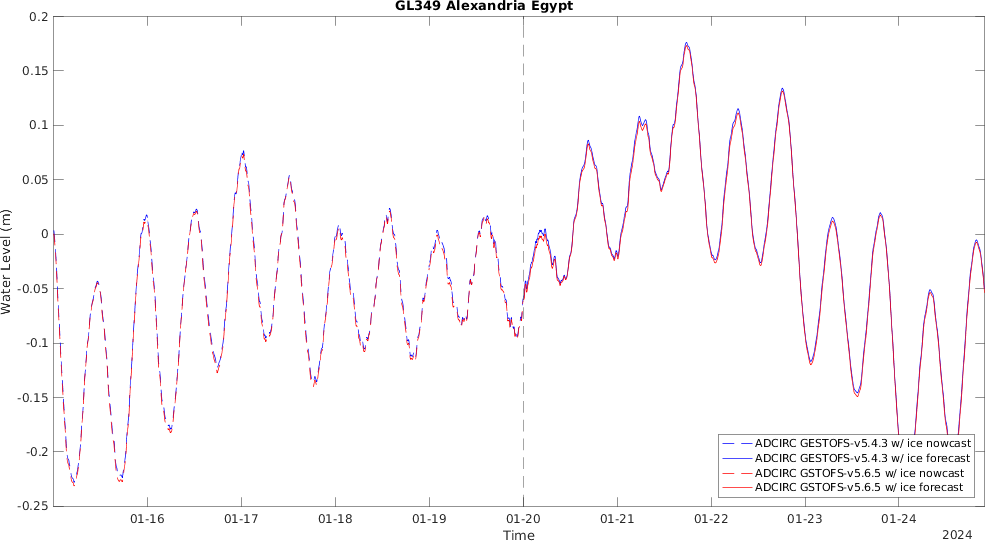 GL349 Alexandria Egypt
0.2
0.15
0.1
0.05
0
-0.05
-0.1
-0.15
-0.2
-0.25
Water Level (m)
01-16
01-17
01-18
01-19
01-20
01-21
01-22
01-23
01-24
Time
2024
ADCIRC GESTOFS-v5.4.3 w/ ice nowcast
ADCIRC GESTOFS-v5.4.3 w/ ice forecast
ADCIRC GSTOFS-v5.6.5 w/ ice nowcast
ADCIRC GSTOFS-v5.6.5 w/ ice forecast